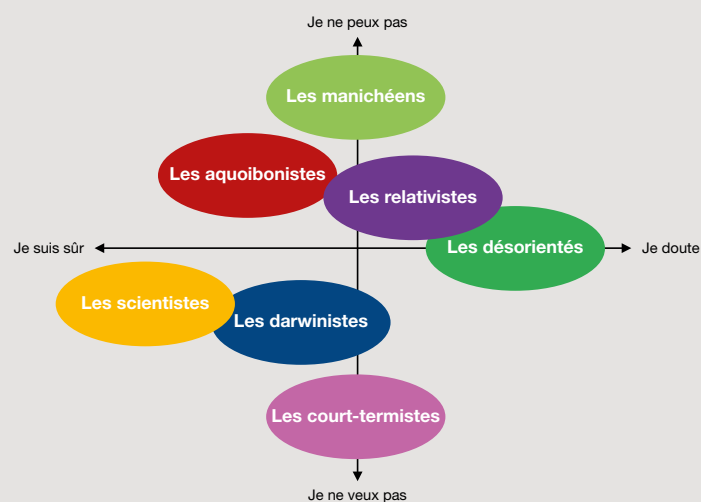 Je ne peux pas
Les manichéens
Les aquoibonistes
Les relativistes
Je suis sûr
Les désorientés
Je doute
Les scientistes
Les darwinistes
Les court-termistes
Je ne veux pas